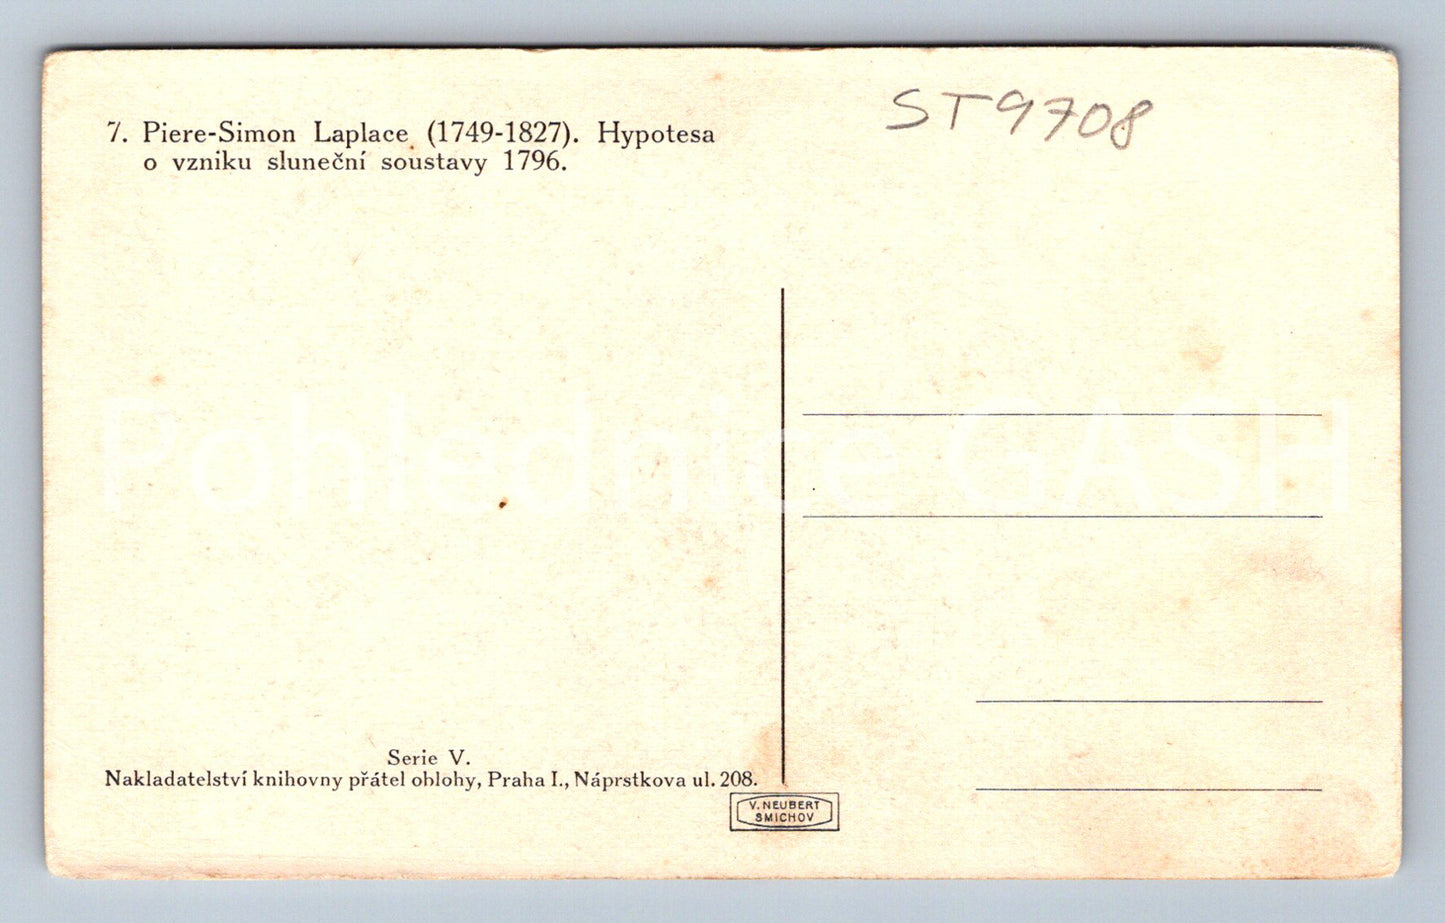 7. Piere-Simon Laplace (1749-1827). Hypotesa
o vzniku sluneční soustavy 1796.
ST9708
Pohlednice GASH
Serie V.
Nakladatelství knihovny přátel oblohy, Praha I., Náprstkova ul. 208.
V. NEUBERT
SMICHOV